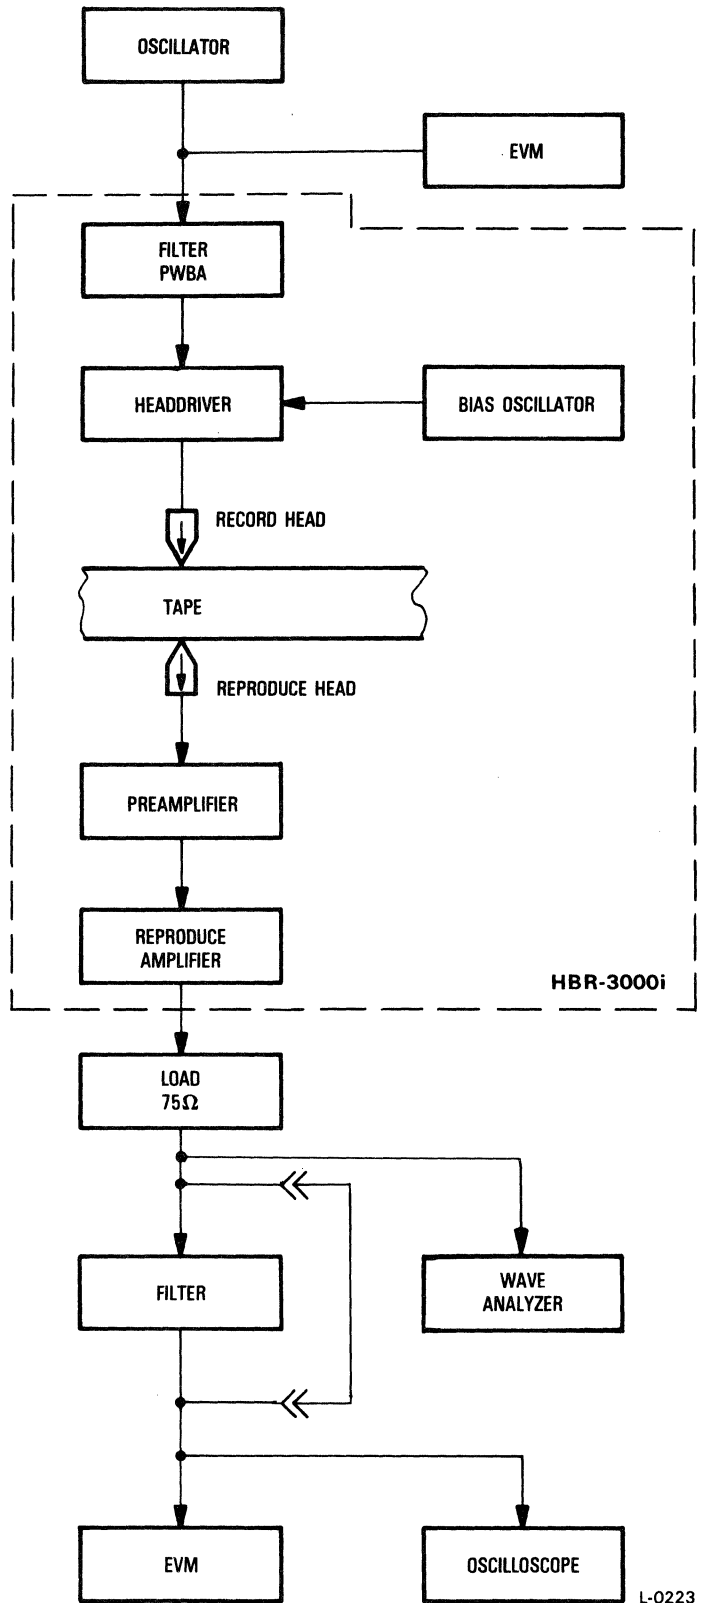 OSCILLATOR
EVM
FILTER
PWBA
HEADDRIVER
BIAS OSCILLATOR
RECORD HEAD
TAPE
REPRODUCE HEAD
PREAMPLIFIER
REPRODUCE
AMPLIFIER
HBR-3000i
LOAD
75Ω
FILTER
WAVE
ANALYZER
EVM
OSCILLOSCOPE
L-0223